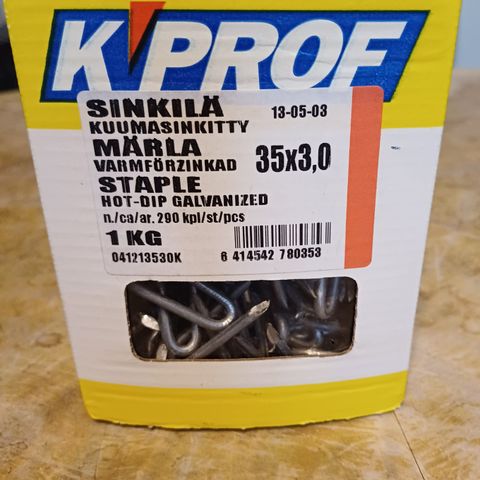 K'PROF
SINKILÄ 13-05-03
KUUMASINKITTY
MÄRLA
VARMFÖRZINKAD 35x3,0
STAPLE
HOT-DIP GALVANIZED
n./ca/ar. 290 kpl/st/pcs
1 KG
041213530K 6 414542 780353